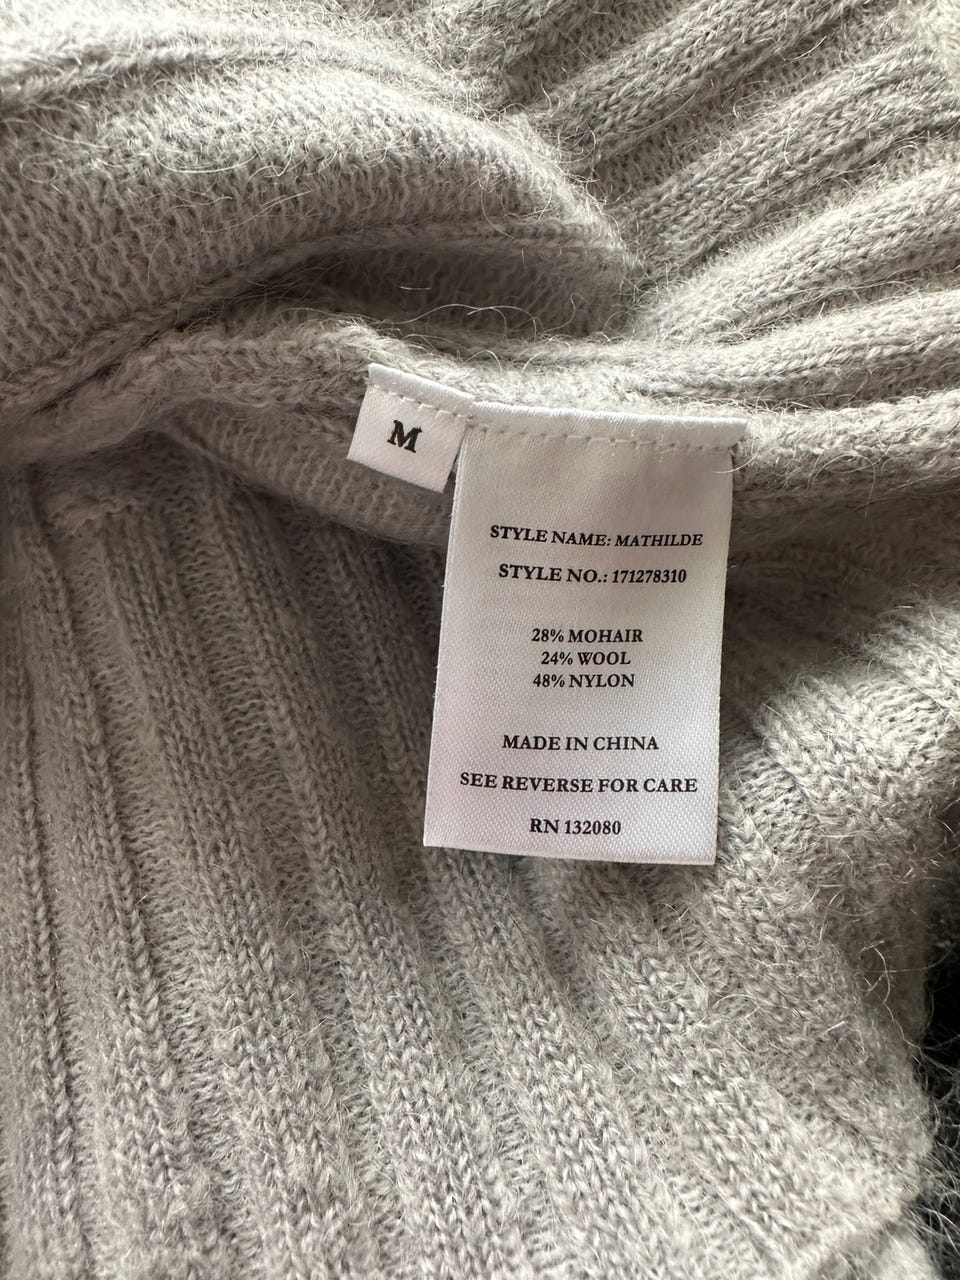 M
STYLE NAME: MATHILDE
STYLE NO.: 171278310
28% MOHAIR
24% WOOL
48% NYLON
MADE IN CHINA
SEE REVERSE FOR CARE
RN 132080